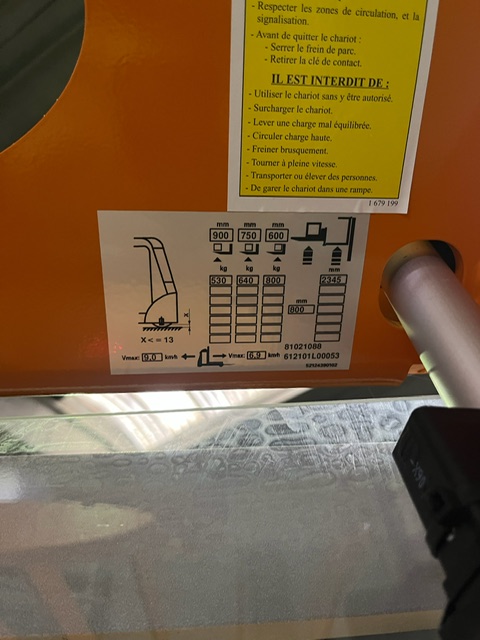 - Respecter les zones de circulation, et la
signalisation.
- Avant de quitter le chariot :
- Serrer le frein de parc.
- Retirer la clé de contact.
IL EST INTERDIT DE :
- Utiliser le chariot sans y être autorisé.
- Surcharger le chariot.
- Lever une charge mal équilibrée.
- Circuler charge haute.
- Freiner brusquement.
- Tourner à pleine vitesse.
- Transporter ou élever des personnes.
- De garer le chariot dans une rampe.
1 679 199
mm mm mm
900 750 600
kg kg kg mm
530 640 800 2345
mm
800
X
X < = 13
81021088
Vmax: 9.0 km/h Vmax: 6.9 km/h 612101L00053